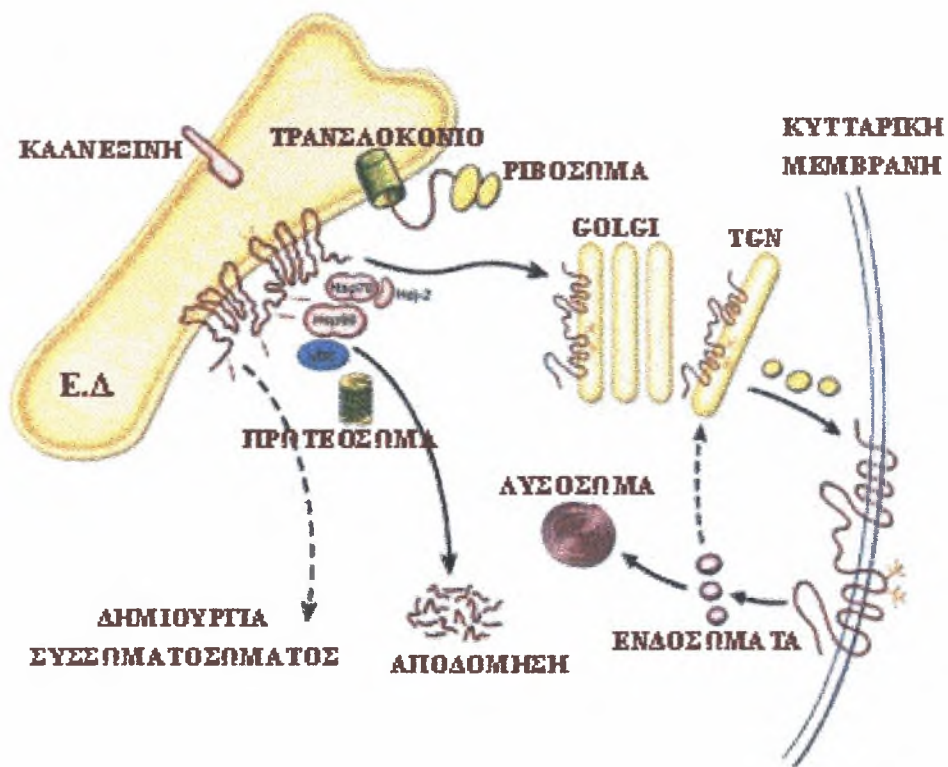 ΚΑΛΝΕΞΙΝΗ
ΤΡΑΝΣΛΟΚΟΝΙΟ
ΡΙΒΟΣΩΜΑ
ΚΥΤΤΑΡΙΚΗ
ΜΕΜΒΡΑΝΗ
GOLGI
TGN
Hsp70
Hdj-2
Hsp90
Ε.Δ
ΠΡΩΤΕΟΣΩΜΑ
ΛΥΣΟΣΩΜΑ
ΔΗΜΙΟΥΡΓΙΑ
ΣΥΣΣΩΜΑΤΟΣΩΜΑΤΟΣ
ΑΠΟΔΟΜΗΣΗ
ΕΝΔΟΣΩΜΑΤΑ